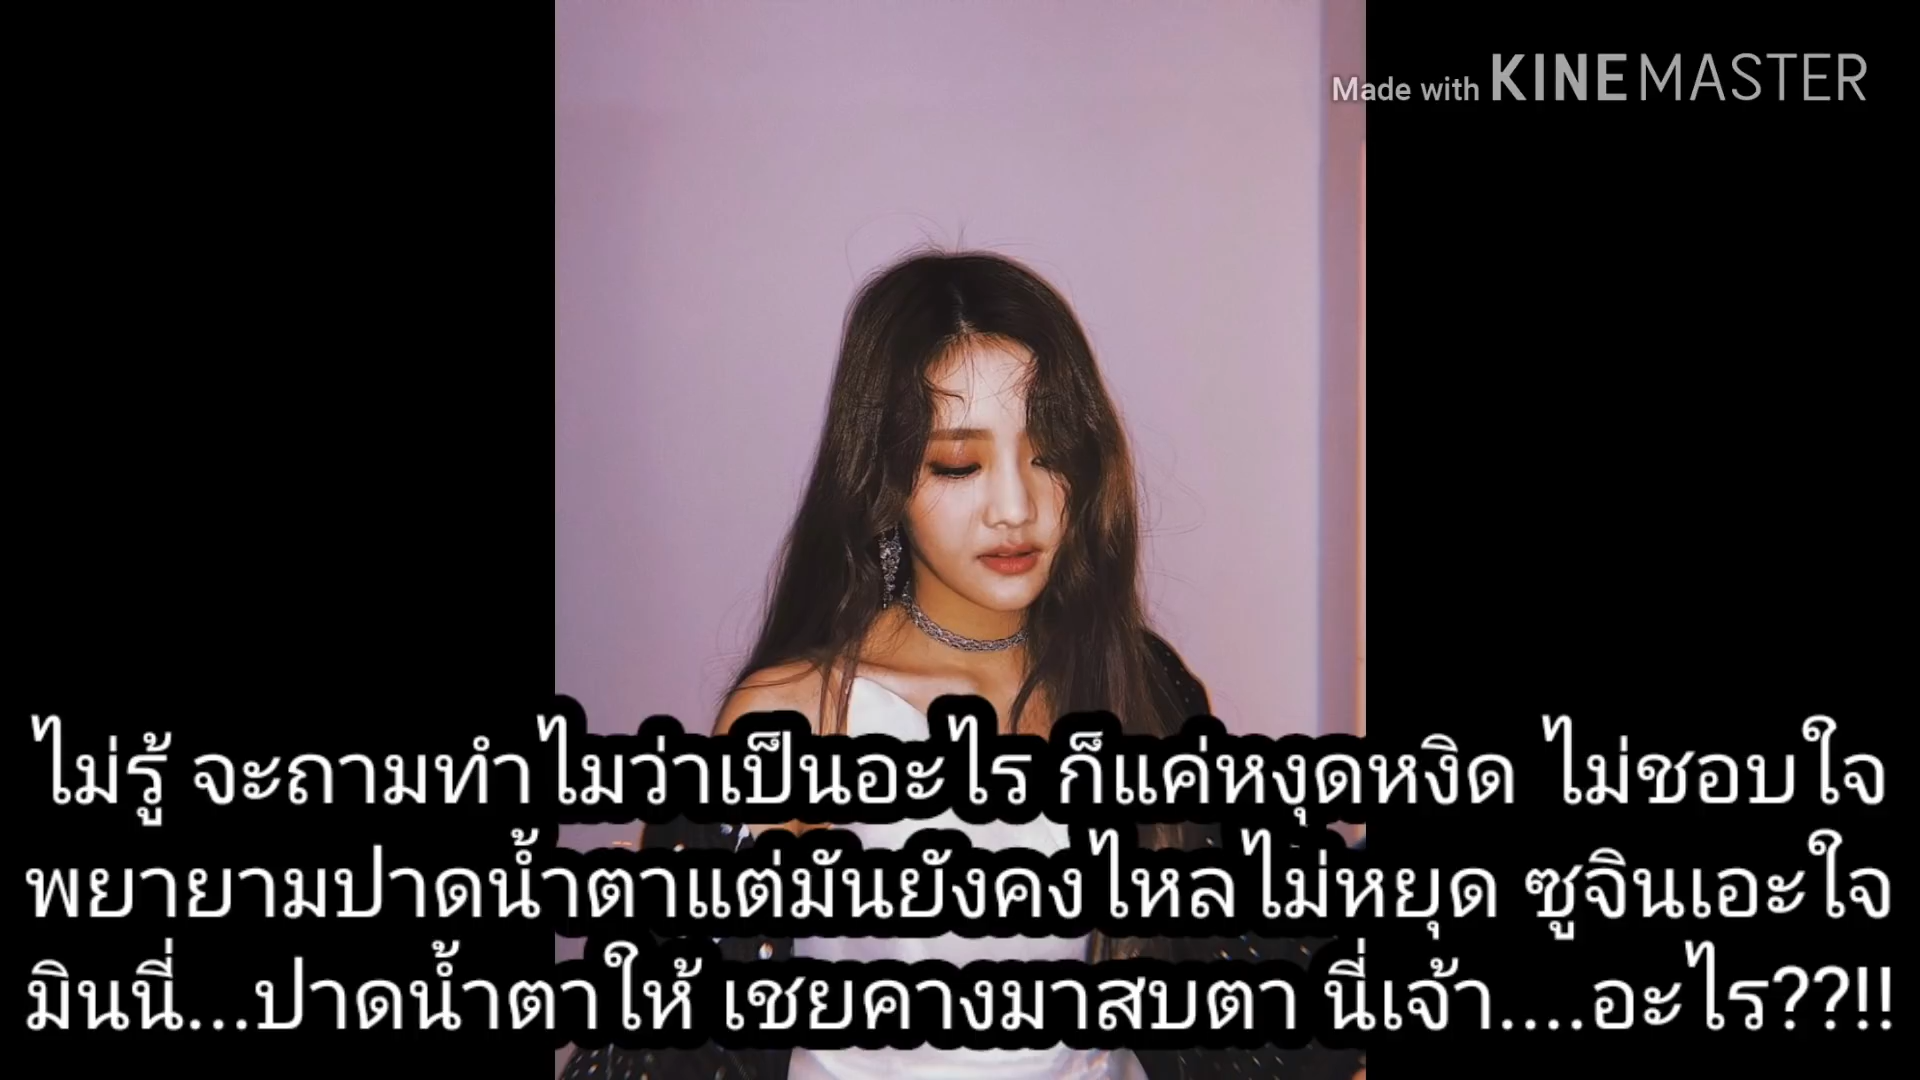 Made with KINEMASTER
ไม่รู้ จะถามทำไมว่าเป็นอะไร ก็แค่หงุดหงิด ไม่ชอบใจ
พยายามปาดน้ำตาแต่มันยังคงไหลไม่หยุด ซูจินเอะใจ
มินนี่...ปาดน้ำตาให้ เชยคางมาสบตา นี่เจ้า....อะไร??!!